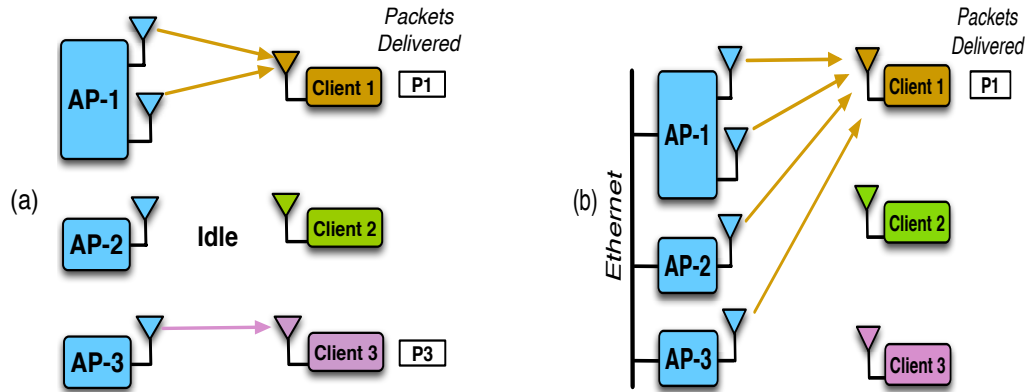 Packets
Delivered
AP-1
Client 1
P1
(a)
AP-2
Idle
Client 2
AP-3
Client 3
P3
Packets
Delivered
Ethernet
AP-1
Client 1
P1
(b)
AP-2
Client 2
AP-3
Client 3